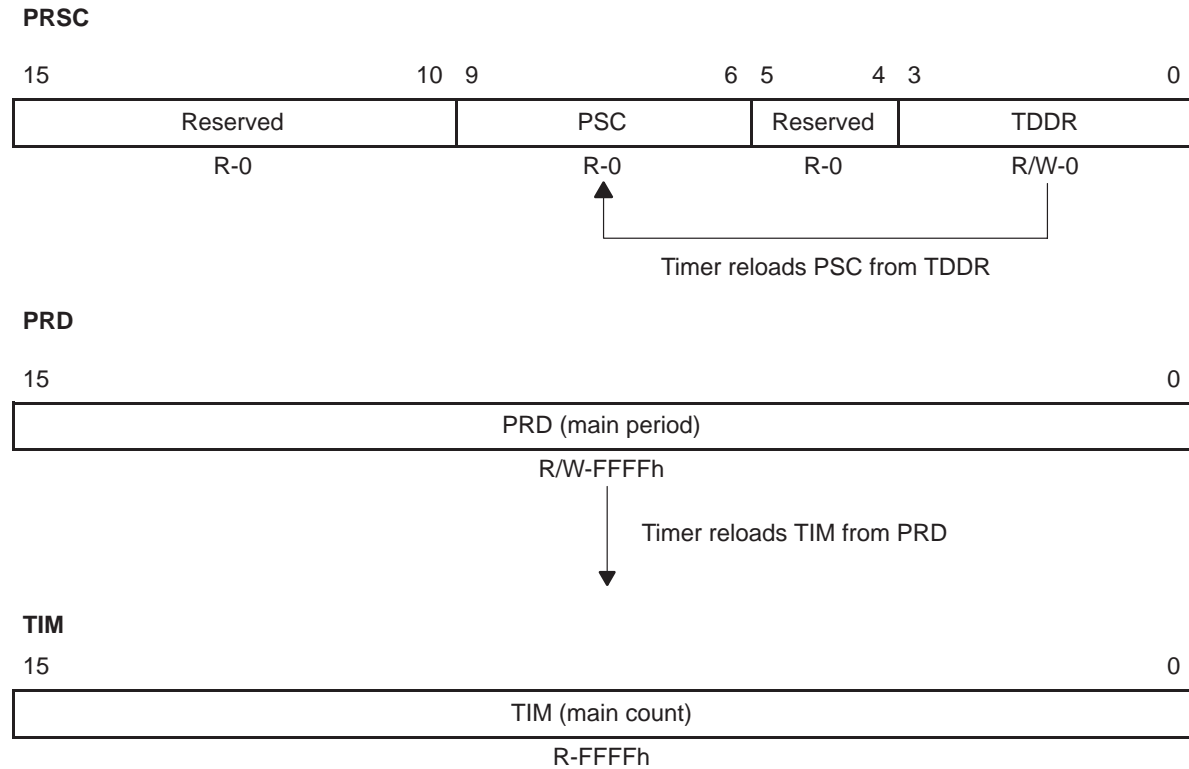 PRSC
15 10 9 6 5 4 3 0
Reserved PSC Reserved TDDR
R-0 R-0 R-0 R/W-0
Timer reloads PSC from TDDR
PRD
15 0
PRD (main period)
R/W-FFFFh
Timer reloads TIM from PRD
TIM
15 0
TIM (main count)
R-FFFFh